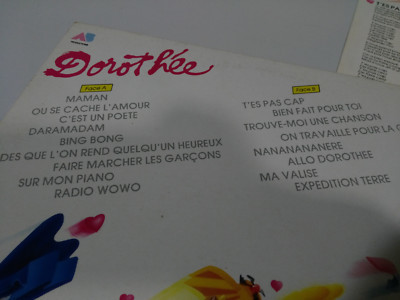 AB
Dorothée
Face A
MAMAN
OU SE CACHE L'AMOUR
C'EST UN POETE
DARAMADAM
BING BONG
DES QUE L'ON REND QUELQU'UN HEUREUX
FAIRE MARCHER LES GARÇONS
SUR MON PIANO
RADIO WOWO
Face B
T'ES PAS CAP
BIEN FAIT POUR TOI
TROUVE-MOI UNE CHANSON
ON TRAVAILLE POUR LA
NANANANANERE
ALLO DOROTHEE
MA VALISE
EXPEDITION TERRE